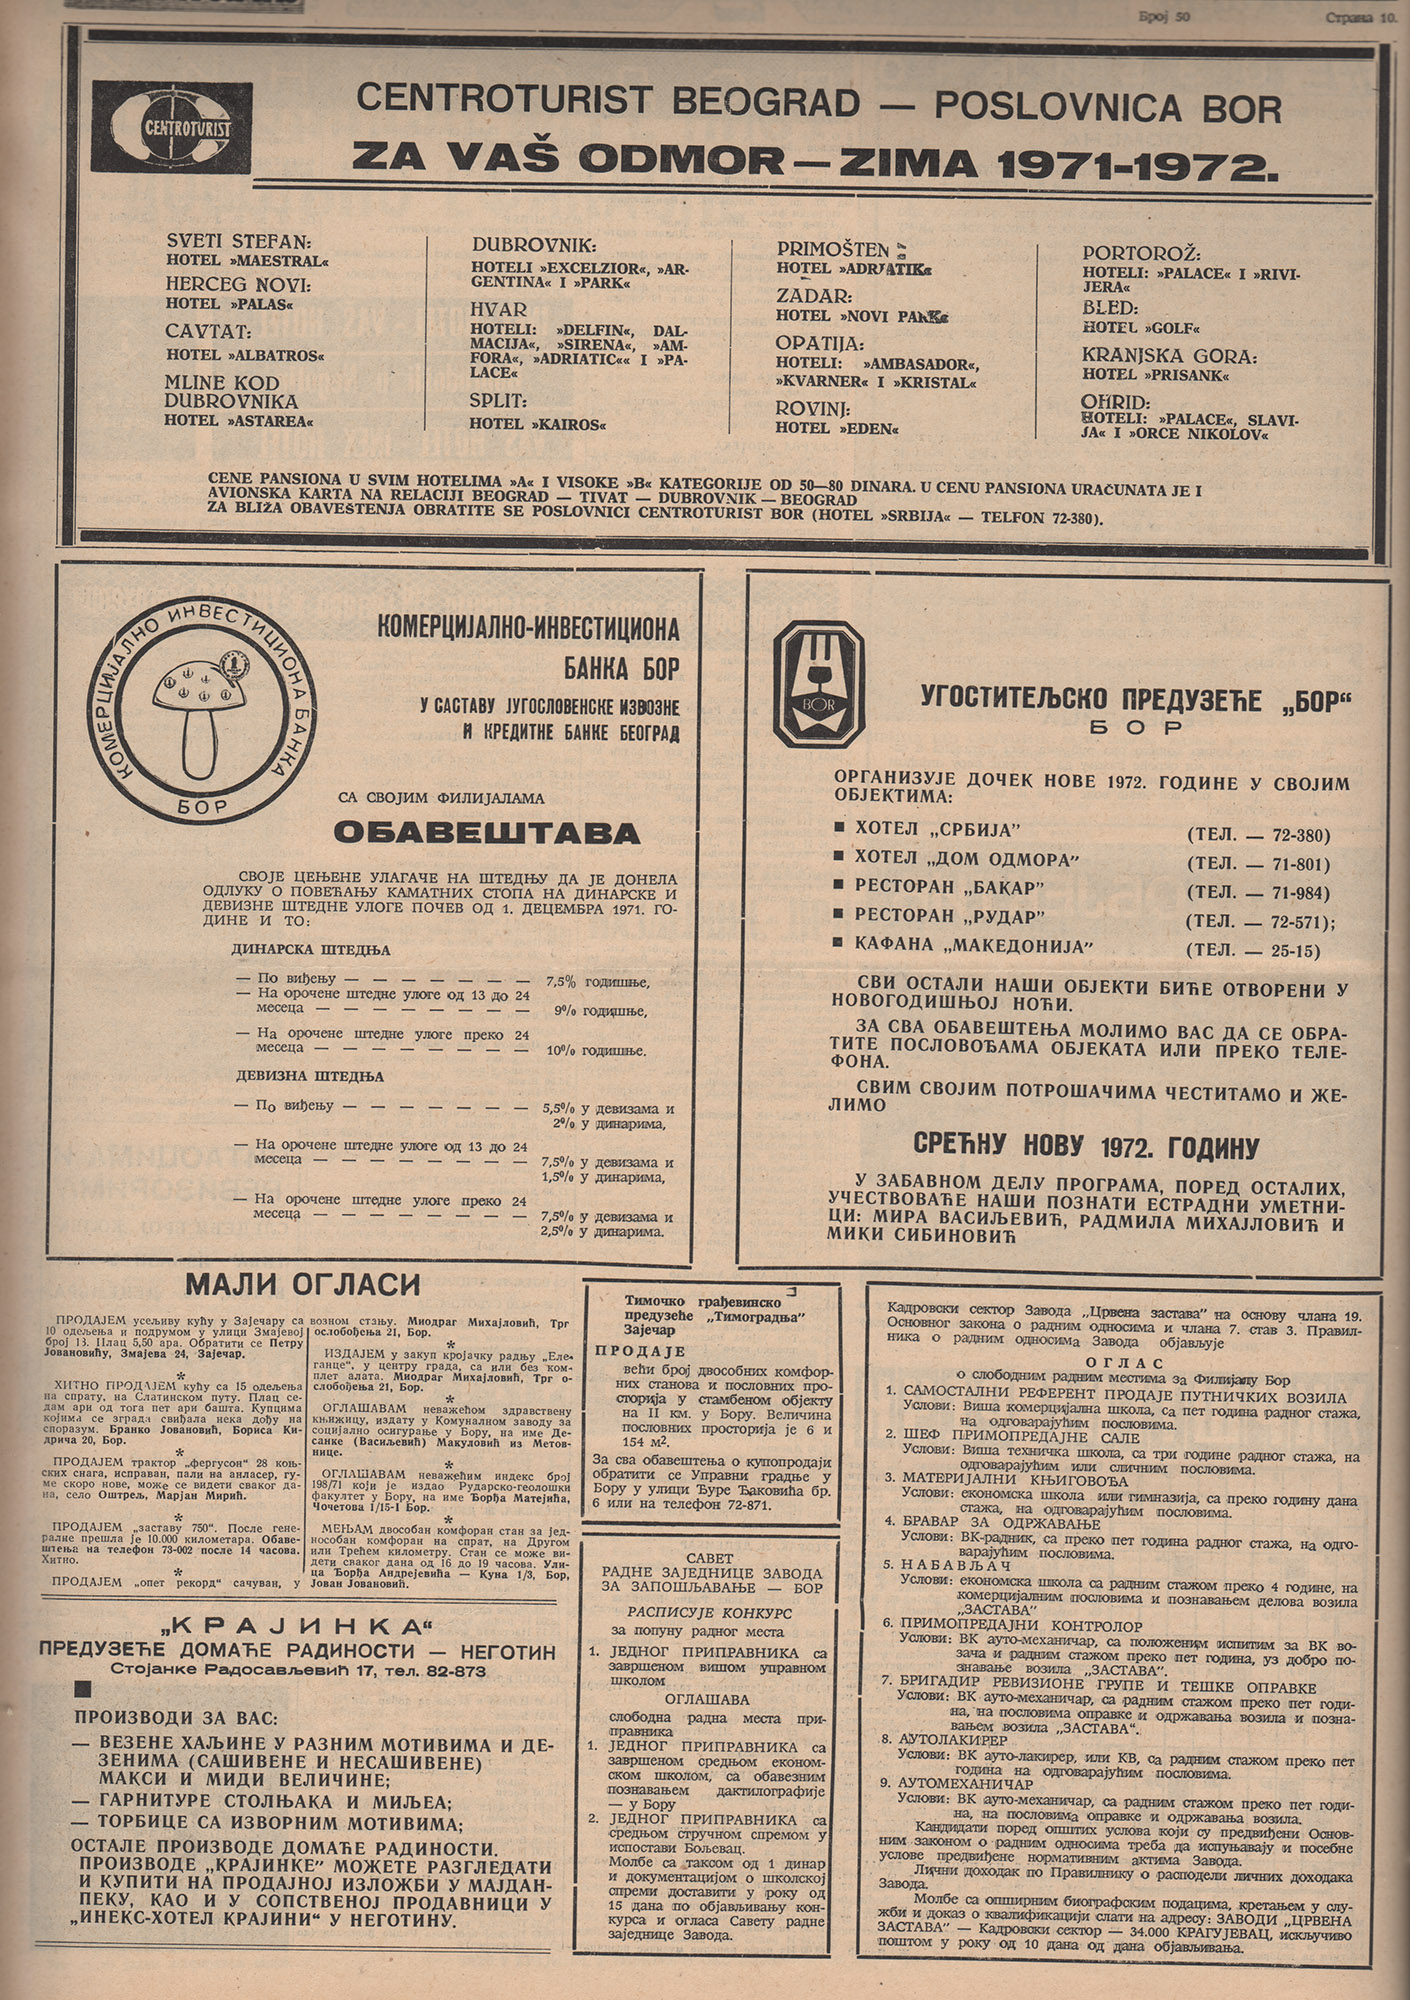 Број 50
Страна 10.
CENTROTURIST
CENTROTURIST BEOGRAD — POSLOVNICA BOR
ZA VAŠ ODMOR — ZIMA 1971-1972.
SVETI STEFAN:
HOTEL »MAESTRAL«
HERCEG NOVI:
HOTEL »PALAS«
CAVTAT:
HOTEL »ALBATROS«
MLINE KOD
DUBROVNIKA
HOTEL »ASTAREA«
DUBROVNIK:
HOTELI »EXCELZIOR«, »AR-
GENTINA« I »PARK«
HVAR
HOTELI: »DELFIN«, DAL-
MACIJA«, »SIRENA«, »AM-
FORA«, »ADRIATIC«« I »PA-
LACE«
SPLIT:
HOTEL »KAIROS«
PRIMOŠTEN :
HOTEL »ADRIATIK«
ZADAR:
HOTEL »NOVI PARK«
OPATIJA:
HOTELI: »AMBASADOR«,
»KVARNER« I »KRISTAL«
ROVINJ:
HOTEL »EDEN«
PORTOROŽ:
HOTELI: »PALACE« I »RIVI-
JERA«
BLED:
HOTEL »GOLF«
KRANJSKA GORA:
HOTEL »PRISANK«
OHRID:
HOTELI: »PALACE«, SLAVI-
JA« I »ORCE NIKOLOV«
CENE PANSIONA U SVIM HOTELIMA »A« I VISOKE »B« KATEGORIJE OD 50—80 DINARA. U CENU PANSIONA URAČUNATA JE I
AVIONSKA KARTA NA RELACIJI BEOGRAD — TIVAT — DUBROVNIK — BEOGRAD
ZA BLIŽA OBAVEŠTENJA OBRATITE SE POSLOVNICI CENTROTURIST BOR (HOTEL »SRBIJA« — TELFON 72-380).
КОМЕРЦИЈАЛНО ИНВЕСТИЦИОНА БАНКА
БОР
КОМЕРЦИЈАЛНО-ИНВЕСТИЦИОНА
БАНКА БОР
У САСТАВУ ЈУГОСЛОВЕНСКЕ ИЗВОЗНЕ
И КРЕДИТНЕ БАНКЕ БЕОГРАД
СА СВОЈИМ ФИЛИЈАЛАМА
ОБАВЕШТАВА
СВОЈЕ ЦЕЊЕНЕ УЛАГАЧЕ НА ШТЕДЊУ ДА ЈЕ ДОНЕЛА
ОДЛУКУ О ПОВЕЋАЊУ КАМАТНИХ СТОПА НА ДИНАРСКЕ И
ДЕВИЗНЕ ШТЕДНЕ УЛОГЕ ПОЧЕВ ОД 1. ДЕЦЕМБРА 1971. ГО-
ДИНЕ И ТО:
ДИНАРСКА ШТЕДЊА
— По виђењу — — — — — — — 7,5% годишње,
— На орочене штедне улоге од 13 до 24
месеца — — — — — — — — 9% годишње,
— На орочене штедне улоге преко 24
месеца — — — — — — — — 10% годишње.
ДЕВИЗНА ШТЕДЊА
— По виђењу — — — — — — — 5,5% у девизама и
2% у динарима,
— На орочене штедне улоге од 13 до 24
месеца — — — — — — — — 7,5% у девизама и
1,5% у динарима,
— На орочене штедне улоге преко 24
месеца — — — — — — — — 7,5% у девизама и
2,5% у динарима.
BOR
УГОСТИТЕЉСКО ПРЕДУЗЕЋЕ „БОР“
БОР
ОРГАНИЗУЈЕ ДОЧЕК НОВЕ 1972. ГОДИНЕ У СВОЈИМ
ОБЈЕКТИМА:
■ ХОТЕЛ „СРБИЈА” (ТЕЛ. — 72-380)
■ ХОТЕЛ „ДОМ ОДМОРА” (ТЕЛ. — 71-801)
■ РЕСТОРАН „БАКАР” (ТЕЛ. — 71-984)
■ РЕСТОРАН „РУДАР” (ТЕЛ. — 72-571);
■ КАФАНА „МАКЕДОНИЈА” (ТЕЛ. — 25-15)
СВИ ОСТАЛИ НАШИ ОБЈЕКТИ БИЋЕ ОТВОРЕНИ У
НОВОГОДИШЊОЈ НОЋИ.
ЗА СВА ОБАВЕШТЕЊА МОЛИМО ВАС ДА СЕ ОБРА-
ТИТЕ ПОСЛОВОЂАМА ОБЈЕКАТА ИЛИ ПРЕКО ТЕЛЕ-
ФОНА.
СВИМ СВОЈИМ ПОТРОШАЧИМА ЧЕСТИТАМО И ЖЕ-
ЛИМО
СРЕЋНУ НОВУ 1972. ГОДИНУ
У ЗАБАВНОМ ДЕЛУ ПРОГРАМА, ПОРЕД ОСТАЛИХ,
УЧЕСТВОВАЋЕ НАШИ ПОЗНАТИ ЕСТРАДНИ УМЕТНИ-
ЦИ: МИРА ВАСИЉЕВИЋ, РАДМИЛА МИХАЈЛОВИЋ И
МИКИ СИБИНОВИЋ
МАЛИ ОГЛАСИ
ПРОДАЈЕМ усељиву кућу у Зајечару са
10 одељења и подрумом у улици Змајевој
број 13. Плац 5,50 ара. Обратити се Петру
Јовановићу, Змајева 24, Зајечар.
*
ХИТНО ПРОДАЈЕМ кућу са 15 одељења
на спрату, на Слатинском путу. Плац се-
дам ари од тога пет ари башта. Купцима
којима се зграда свиђала нека дођу на
споразум. Бранко Јовановић, Бориса Ки-
дрича 20, Бор.
*
ПРОДАЈЕМ трактор „фергусон” 28 коњ-
ских снага, исправан, пали на анласер, гу-
ме скоро нове, може се видети сваког да-
на, село Оштрељ, Марјан Мирић.
*
ПРОДАЈЕМ „заставу 750“. После гене-
ралне прешла је 10.000 километара. Обаве-
штења на телефон 73-002 после 14 часова.
Хитно.
*
ПРОДАЈЕМ „опет рекорд” сачуван, у
возном стању. Миодраг Михајловић, Трг
ослобођења 21, Бор.
*
ИЗДАЈЕМ у закуп кројачку радњу „Еле-
ганце“, у центру града, са или без ком-
плет алата. Миодраг Михајловић, Трг о-
слобођења 21, Бор.
*
ОГЛАШАВАМ неважећом здравствену
књижицу, издату у Комуналном заводу за
социјално осигурање у Бору, на име Де-
санке (Васиљевић) Макуловић из Метов-
нице.
*
ОГЛАШАВАМ неважећим индекс број
198/71 који је издао Рударско-геолошки
факултет у Бору, на име Ђорђа Матејића,
Чочетова 1/15-1 Бор.
*
МЕЊАМ двособан комфоран стан за јед-
нособан комфоран на спрат, на Другом
или Трећем километру. Стан се може ви-
дети сваког дана од 16 до 19 часова. Ули-
ца Ђорђа Андрејевића — Куна 1/3, Бор,
Јован Јовановић.
„КРАЈИНКА“
ПРЕДУЗЕЋЕ ДОМАЋЕ РАДИНОСТИ — НЕГОТИН
Стојанке Радосављевић 17, тел. 82-873
ПРОИЗВОДИ ЗА ВАС:
— ВЕЗЕНЕ ХАЉИНЕ У РАЗНИМ МОТИВИМА И ДЕ-
ЗЕНИМА (САШИВЕНЕ И НЕСАШИВЕНЕ)
МАКСИ И МИДИ ВЕЛИЧИНЕ;
— ГАРНИТУРЕ СТОЛЊАКА И МИЉЕА;
— ТОРБИЦЕ СА ИЗВОРНИМ МОТИВИМА;
ОСТАЛЕ ПРОИЗВОДЕ ДОМАЋЕ РАДИНОСТИ.
ПРОИЗВОДЕ „КРАЈИНКЕ” МОЖЕТЕ РАЗГЛЕДАТИ
И КУПИТИ НА ПРОДАЈНОЈ ИЗЛОЖБИ У МАЈДАН-
ПЕКУ, КАО И У СОПСТВЕНОЈ ПРОДАВНИЦИ У
„ИНЕКС-ХОТЕЛ КРАЈИНИ“ У НЕГОТИНУ.
Тимочко грађевинско
предузеће „Тимоградња”
Зајечар
ПРОДАЈЕ
већи број двособних комфор-
них станова и пословних про-
сторија у стамбеном објекту
на II км. у Бору. Величина
пословних просторија је 6 и
154 м².
За сва обавештења о купопродаји
обратити се Управни градње у
Бору у улици Ђуре Ђаковића бр.
6 или на телефон 72-871.
САВЕТ
РАДНЕ ЗАЈЕДНИЦЕ ЗАВОДА
ЗА ЗАПОШЉАВАЊЕ — БОР
РАСПИСУЈЕ КОНКУРС
за попуну радног места
1. ЈЕДНОГ ПРИПРАВНИКА са
завршеном вишом управном
школом
ОГЛАШАВА
слободна радна места при-
правника
1. ЈЕДНОГ ПРИПРАВНИКА са
завршеном средњом економ-
ском школом, са обавезним
познавањем дактилографије
— у Бору
2. ЈЕДНОГ ПРИПРАВНИКА са
средњом стручном спремом у
испостави Бољевац.
Молбе са таксом од 1 динар
и документацијом о школској
спреми доставити у року од
15 дана по објављивању кон-
курса и огласа Савету радне
заједнице Завода.
Кадровски сектор Завода „Црвена застава” на основу члана 19.
Основног закона о радним односима и члана 7. став 3. Правил-
ника о радним односима Завода објављује
ОГЛАС
о слободним радним местима за Филијалу Бор
1. САМОСТАЛНИ РЕФЕРЕНТ ПРОДАЈЕ ПУТНИЧКИХ ВОЗИЛА
Услови: Виша комерцијална школа, са пет година радног стажа,
на одговарајућим пословима.
2. ШЕФ ПРИМОПРЕДАЈНЕ САЛЕ
Услови: Виша техничка школа, са три године радног стажа, на
одговарајућим или сличним пословима.
3. МАТЕРИЈАЛНИ КЊИГОВОЂА
Услови: економска школа или гимназија, са преко годину дана
стажа, на одговарајућим пословима.
4. БРАВАР ЗА ОДРЖАВАЊЕ
Услови: ВК-радник, са преко пет година радног стажа, на одго-
варајућим пословима.
5. НАБАВЉАЧ
Услови: економска школа са радним стажом преко 4 године, на
комерцијалним пословима и познавањем делова возила
„ЗАСТАВА”
6. ПРИМОПРЕДАЈНИ КОНТРОЛОР
Услови: ВК ауто-механичар, са положеним испитим за ВК во-
зача и радним стажом преко пет година, уз добро по-
знавање возила „ЗАСТАВА”.
7. БРИГАДИР РЕВИЗИОНЕ ГРУПЕ И ТЕШКЕ ОПРАВКЕ
Услови: ВК ауто-механичар, са радним стажом преко пет годи-
на, на пословима оправке и одржавања возила и позна-
вањем возила „ЗАСТАВА“.
8. АУТОЛАКИРЕР
Услови: ВК ауто-лакирер, или КВ, са радним стажом преко пет
година на одговарајућим пословима.
9. АУТОМЕХАНИЧАР
Услови: ВК ауто-механичар, са радним стажом преко пет годи-
на, на пословима оправке и одржавања возила.
Кандидати поред општих услова који су предвиђени Основ-
ним законом о радним односима треба да испуњавају и посебне
услове предвиђене нормативним актима Завода.
Лични доходак по Правилнику о расподели личних доходака
Завода.
Молбе са опширним биографским подацима, кретањем у слу-
жби и доказ о квалификацији слати на адресу: ЗАВОДИ „ЦРВЕНА
ЗАСТАВА” — Кадровски сектор — 34.000 КРАГУЈЕВАЦ, искључиво
поштом у року од 10 дана од дана објављивања.